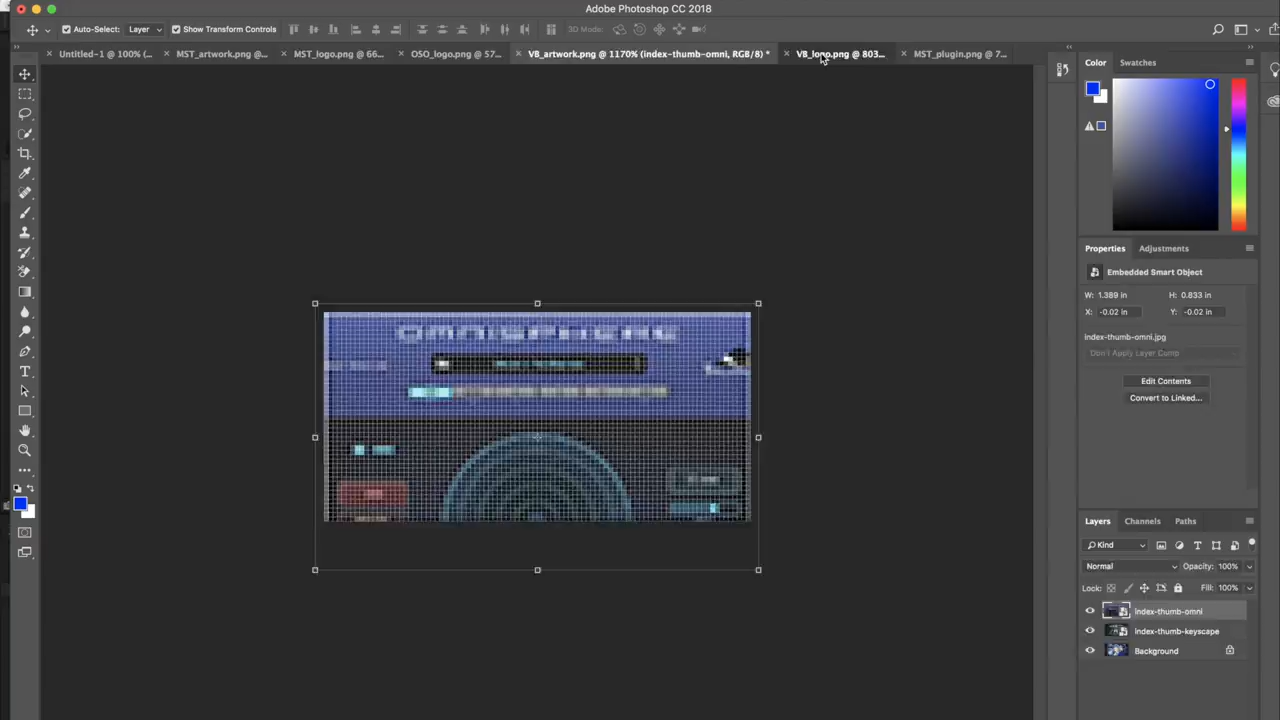 Adobe Photoshop CC 2018
Auto-Select: Layer Show Transform Controls 3D Mode:
Untitled-1 @ 100% (... MST_artwork.png @... MST_logo.png @ 66... OSO_logo.png @ 57... VB_artwork.png @ 1170% (index-thumb-omni, RGB/8) * VB_logo.png @ 803... MST_plugin.png @ 7...
Color Swatches
Properties Adjustments
Embedded Smart Object
W: 1.389 in H: 0.833 in
X: -0.02 in Y: -0.02 in
index-thumb-omni.jpg
Don't Apply Layer Comp
Edit Contents
Convert to Linked...
OMNISPHERE
Layers Channels Paths
Kind
Normal Opacity: 100%
Lock: Fill: 100%
index-thumb-omni
index-thumb-keyscape
Background